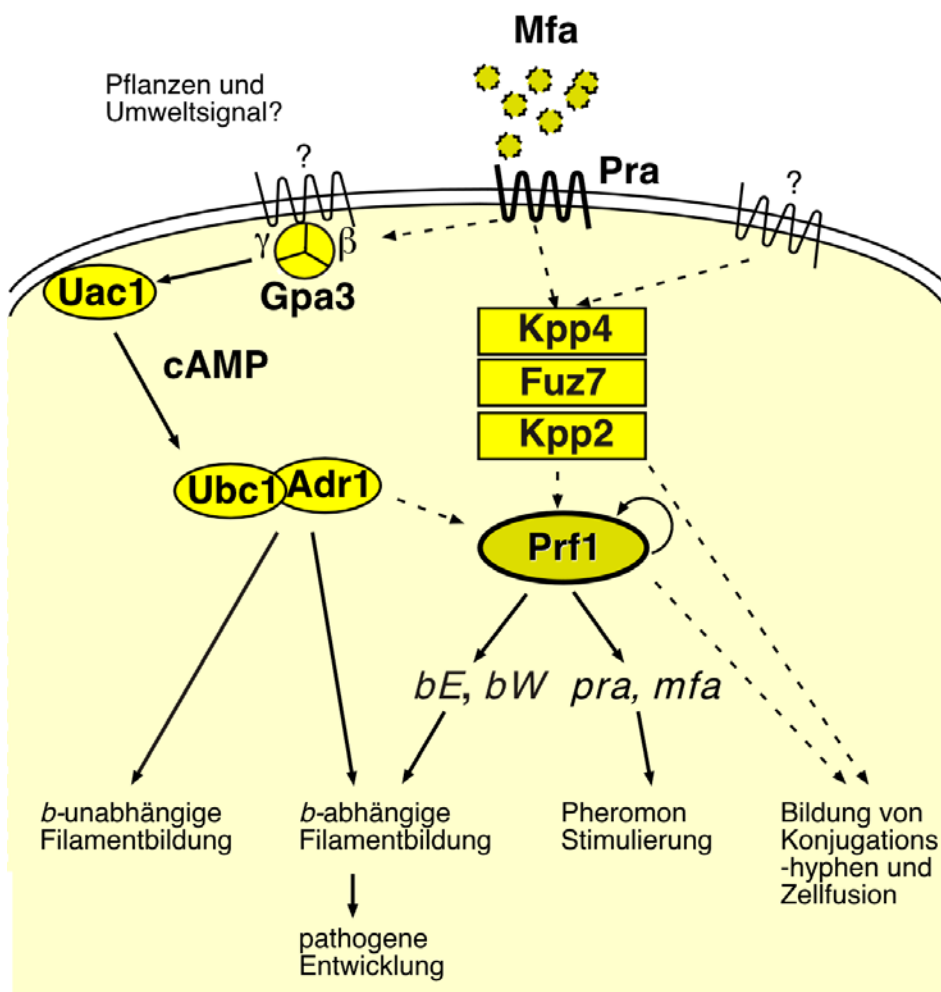 Mfa
Pflanzen und
Umweltsignal?
?
Pra
?
γ
β
Uac1
Gpa3
cAMP
Kpp4
Fuz7
Kpp2
Ubc1
Adr1
Prf1
bE, bW
pra, mfa
b-unabhängige
Filamentbildung
b-abhängige
Filamentbildung
Pheromon
Stimulierung
Bildung von
Konjugations
-hyphen und
Zellfusion
pathogene
Entwicklung